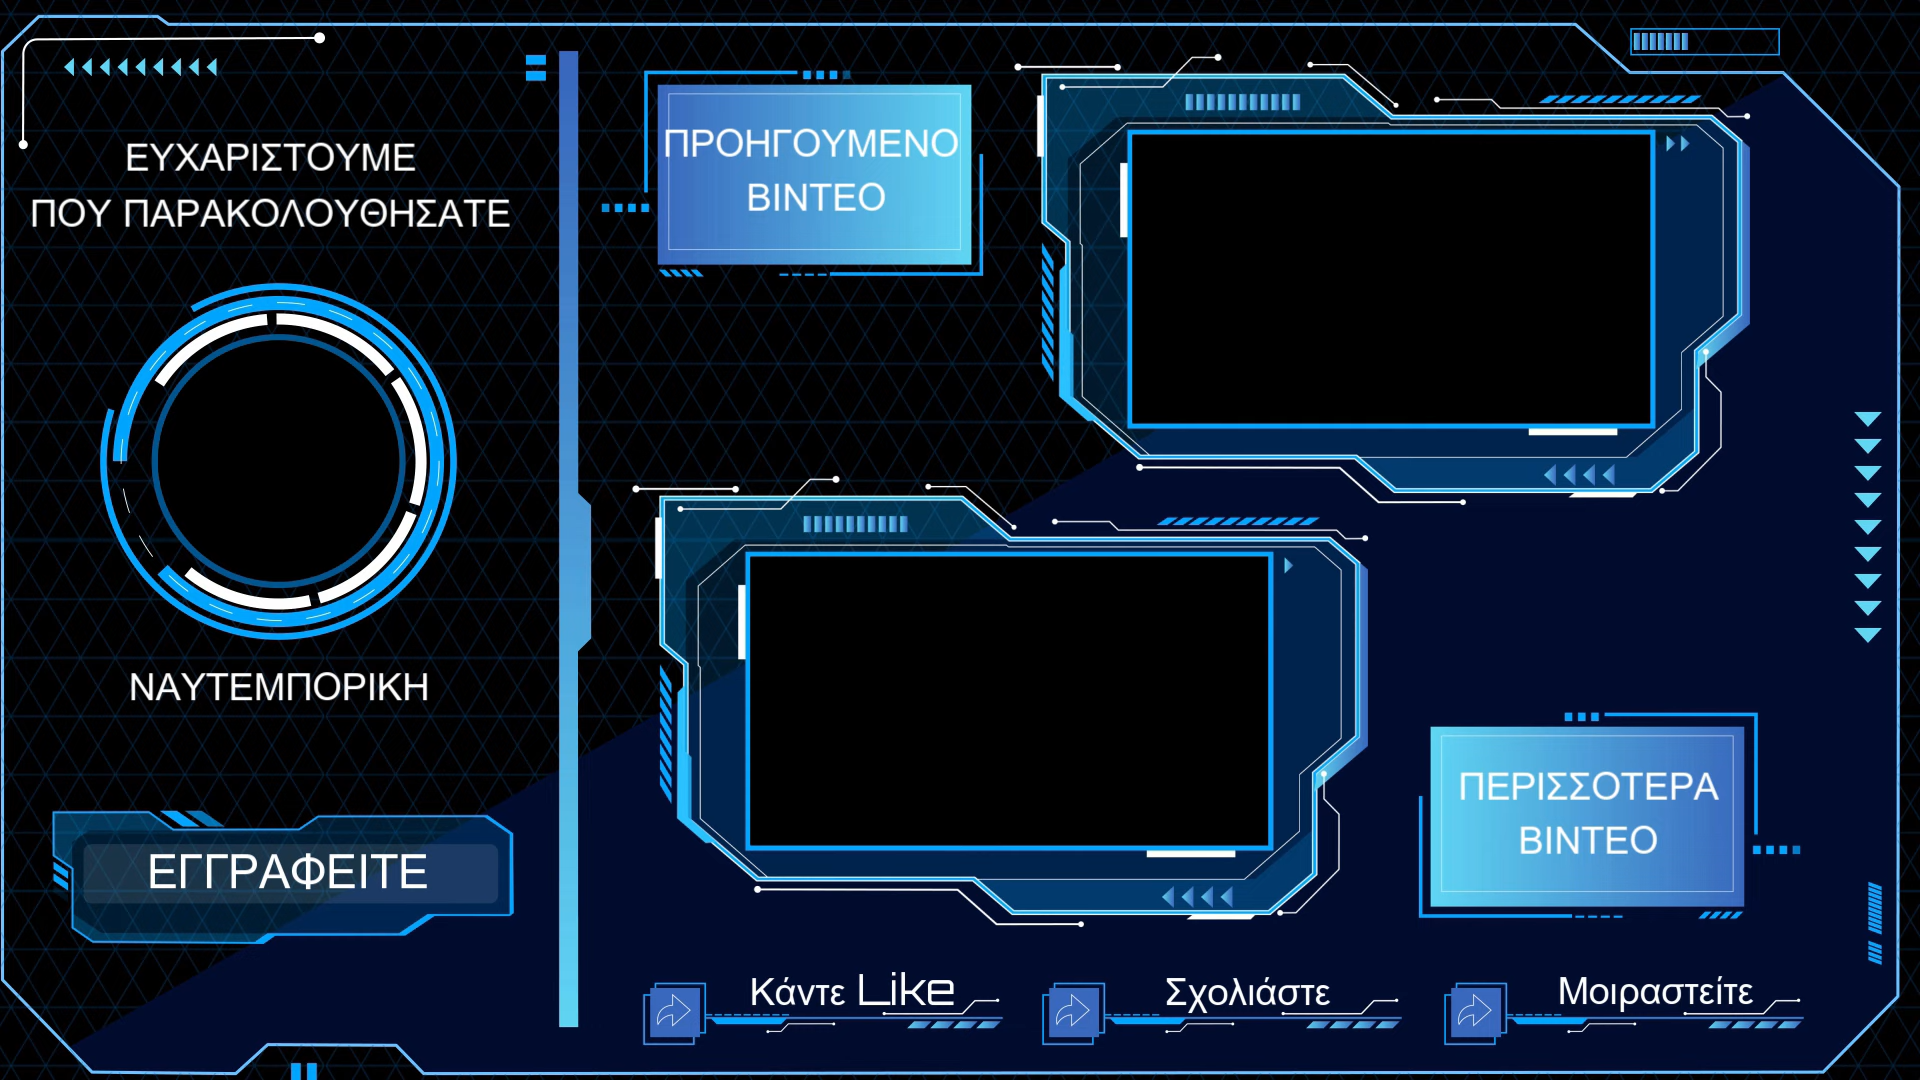 ΕΥΧΑΡΙΣΤΟΥΜΕ
ΠΟΥ ΠΑΡΑΚΟΛΟΥΘΗΣΑΤΕ
ΝΑΥΤΕΜΠΟΡΙΚΗ
ΕΓΓΡΑΦΕΙΤΕ
ΠΡΟΗΓΟΥΜΕΝΟ
ΒΙΝΤΕΟ
ΠΕΡΙΣΣΟΤΕΡΑ
ΒΙΝΤΕΟ
Κάντε Like
Σχολιάστε
Μοιραστείτε